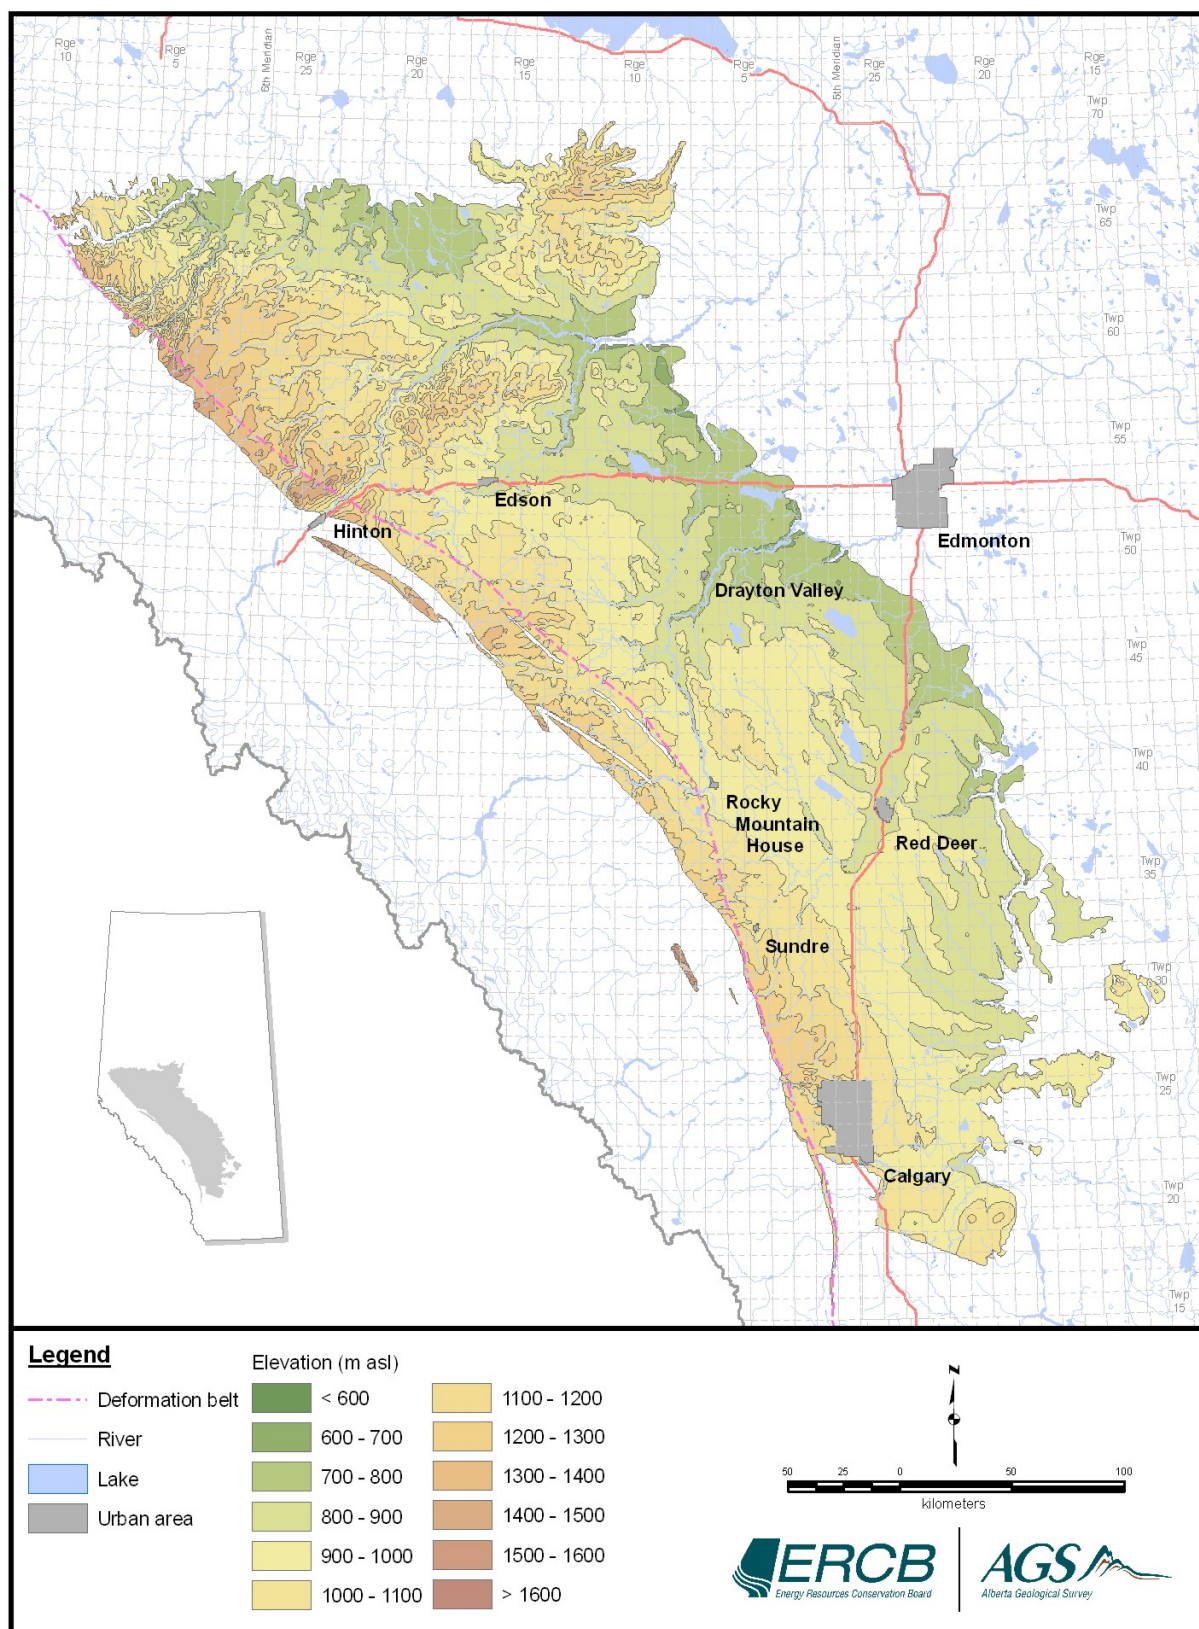 Rge
10
Rge
5
6th Meridian
Rge
25
Rge
20
Rge
15
Rge
10
Rge
5
5th Meridian
Rge
25
Rge
20
Rge
15
Twp
70
Twp
65
Twp
60
Twp
55
Edson
Hinton
Edmonton
Twp
50
Drayton Valley
Twp
45
Twp
40
Rocky
Mountain
House
Red Deer
Twp
35
Sundre
Twp
30
Twp
25
Calgary
Twp
20
Twp
15
Legend
Deformation belt
River
Lake
Urban area
Elevation (m asl)
< 600
600 - 700
700 - 800
800 - 900
900 - 1000
1000 - 1100
1100 - 1200
1200 - 1300
1300 - 1400
1400 - 1500
1500 - 1600
> 1600
N
50 25 0 50 100
kilometers
ERCB
Energy Resources Conservation Board
AGS
Alberta Geological Survey